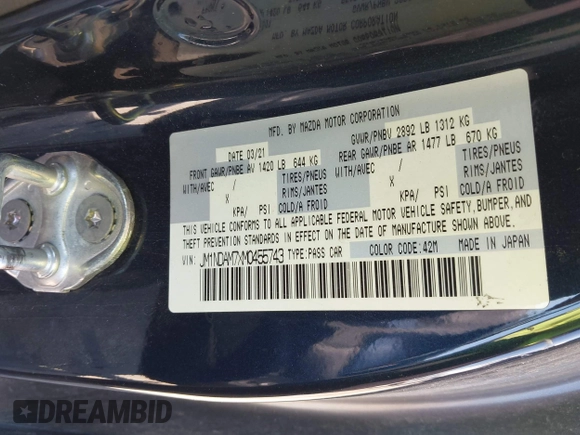 MFD. BY MAZDA MOTOR CORPORATION
DATE 03/21 GVWR/PNBV 2892 LB 1312 KG
FRONT GAWR/PNBE AV 1420 LB 644 KG REAR GAWR/PNBE AR 1477 LB 670 KG
WITH/AVEC / TIRES/PNEUS WITH/AVEC / TIRES/PNEUS
X RIMS/JANTES X RIMS/JANTES
KPA/ PSI COLD/A FROID KPA/ PSI COLD/A FROID
THIS VEHICLE CONFORMS TO ALL APPLICABLE FEDERAL MOTOR VEHICLE SAFETY, BUMPER, AND
THEFT PREVENTION STANDARDS IN EFFECT ON THE DATE OF MANUFACTURE SHOWN ABOVE.
VIN: JM1NDAM7XM0455743 TYPE:PASS CAR COLOR CODE:42M MADE IN JAPAN
DREAMBID